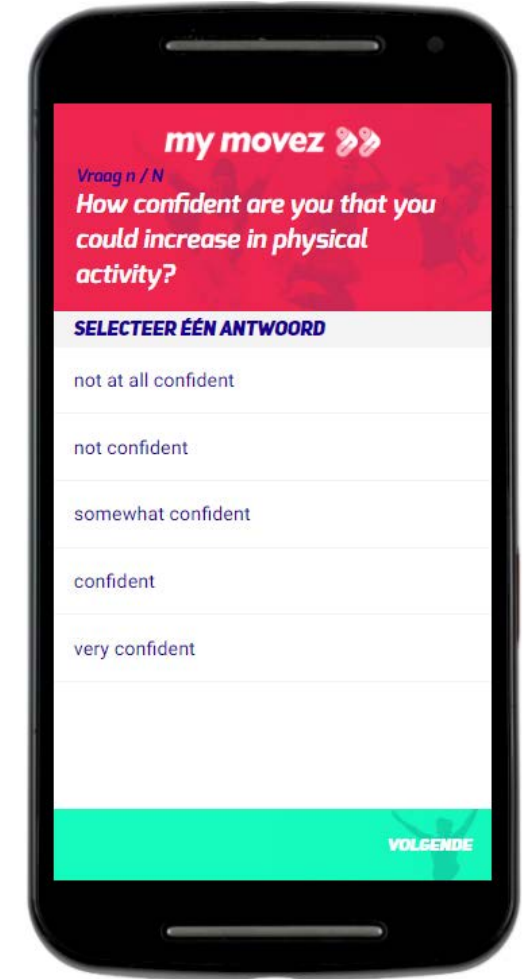 my movez
Vraag n / N
How confident are you that you
could increase in physical
activity?
SELECTEER ÉÉN ANTWOORD
not at all confident
not confident
somewhat confident
confident
very confident
VOLGENDE